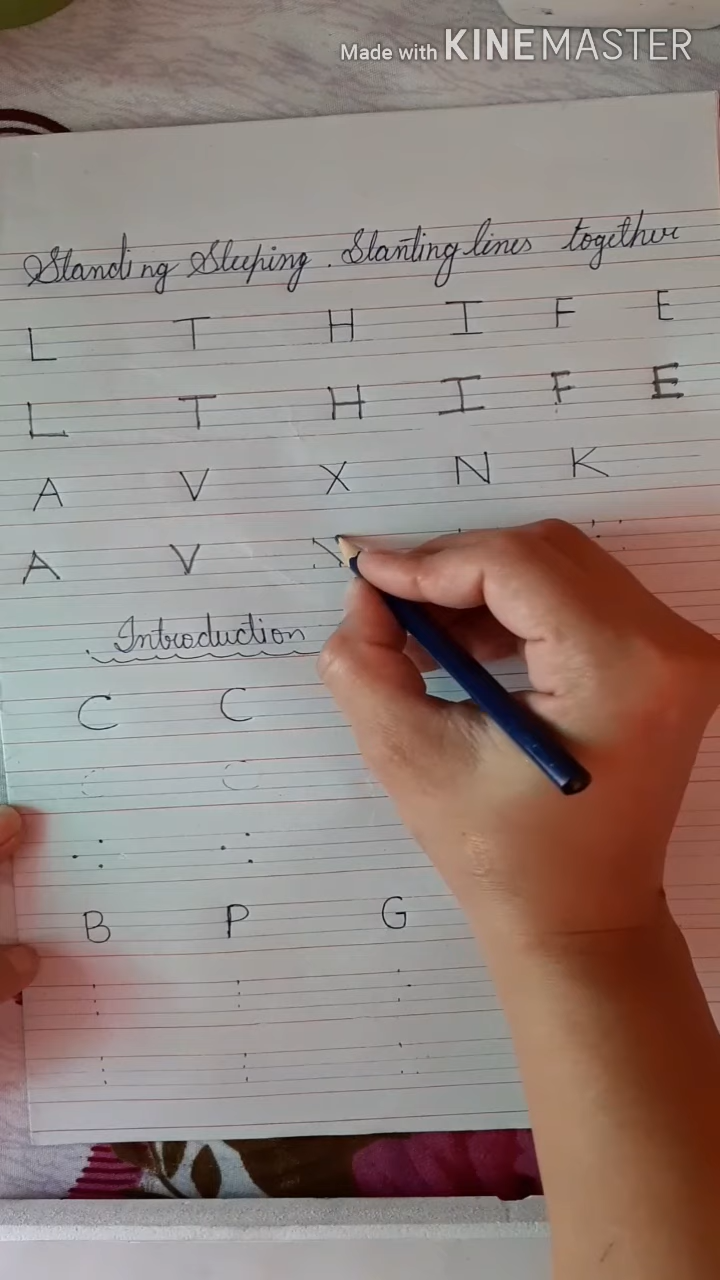 Made with KINEMASTER
Standing Sleeping . Slanting lines together
L T H I F E
L T H I F E
A V X N K
A V
Introduction
C C
C C
B P G